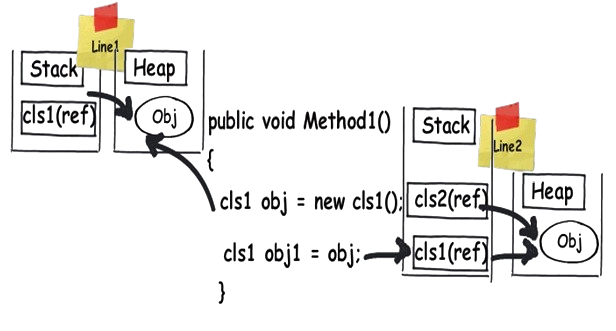 Line1
Stack
Heap
cls1(ref)
Obj
public void Method1()
{
cls1 obj = new cls1();
cls1 obj1 = obj;
}
Stack
Line2
cls2(ref)
Heap
cls1(ref)
Obj